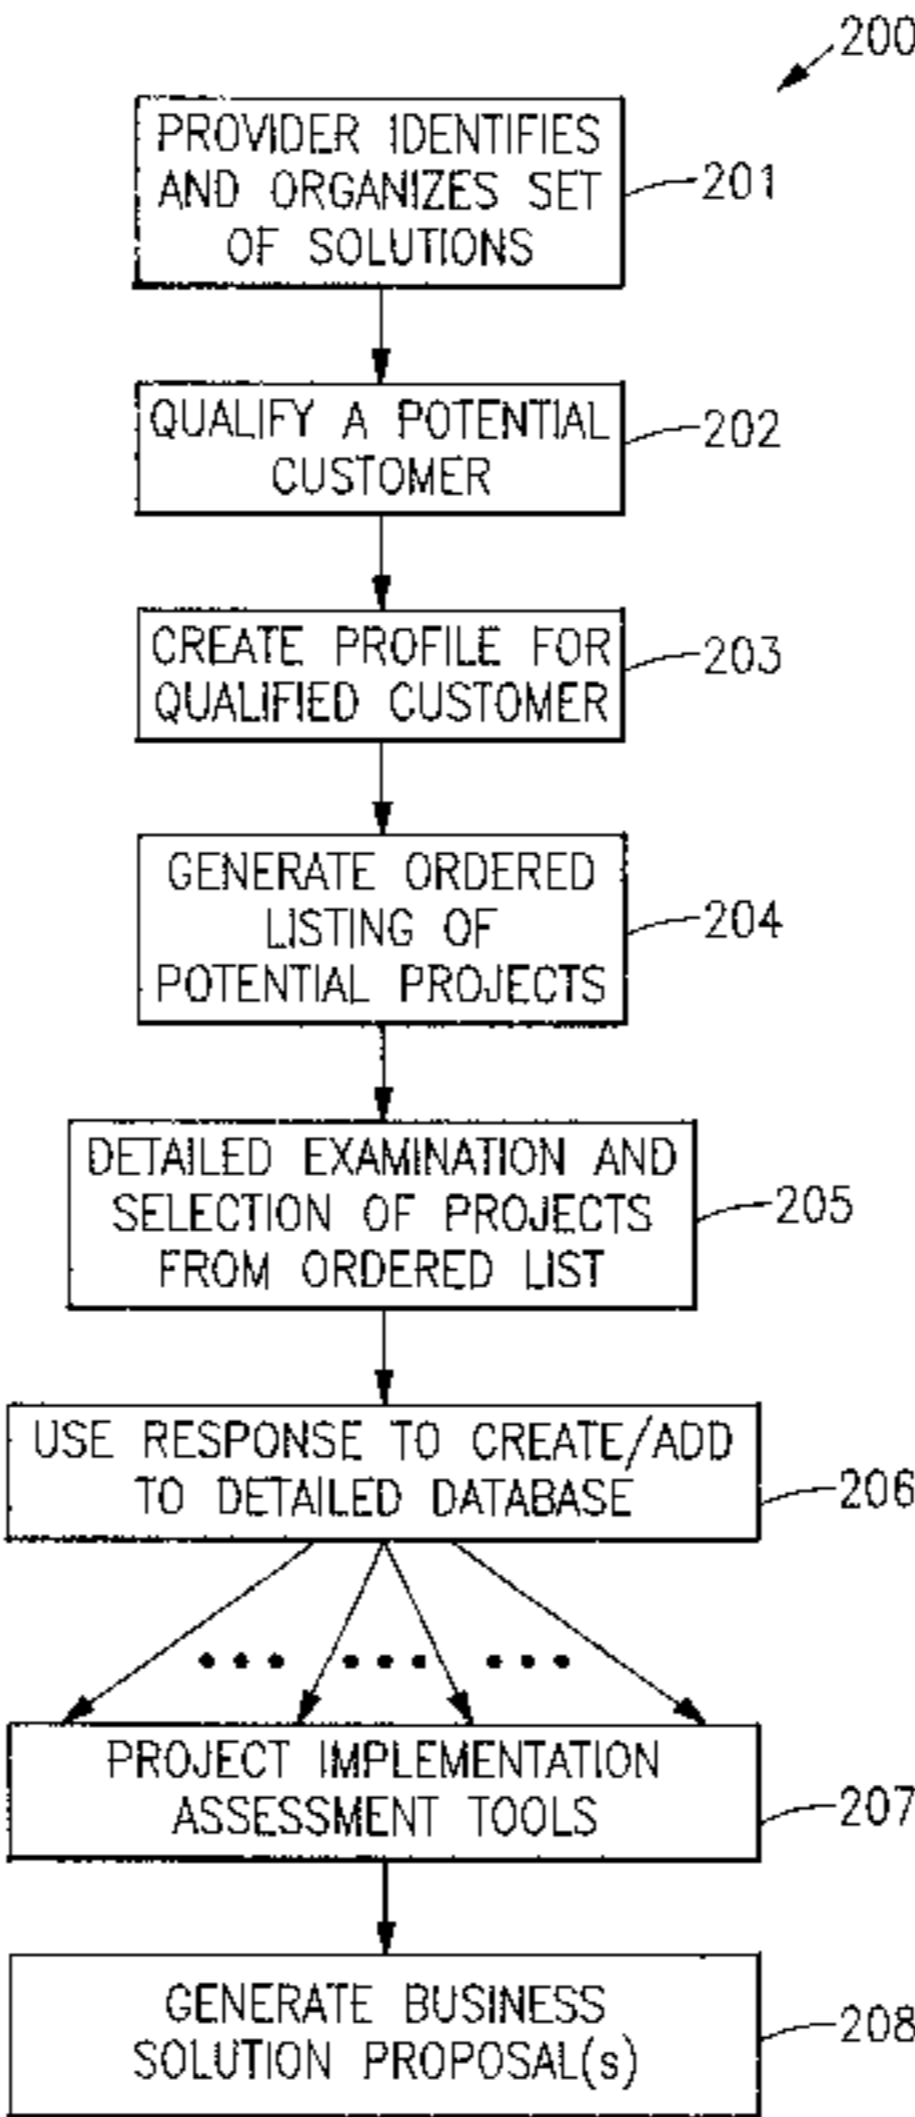 200
PROVIDER IDENTIFIES
AND ORGANIZES SET
OF SOLUTIONS
201
QUALIFY A POTENTIAL
CUSTOMER
202
CREATE PROFILE FOR
QUALIFIED CUSTOMER
203
GENERATE ORDERED
LISTING OF
POTENTIAL PROJECTS
204
DETAILED EXAMINATION AND
SELECTION OF PROJECTS
FROM ORDERED LIST
205
USE RESPONSE TO CREATE/ADD
TO DETAILED DATABASE
206
PROJECT IMPLEMENTATION
ASSESSMENT TOOLS
207
GENERATE BUSINESS
SOLUTION PROPOSAL(s)
208